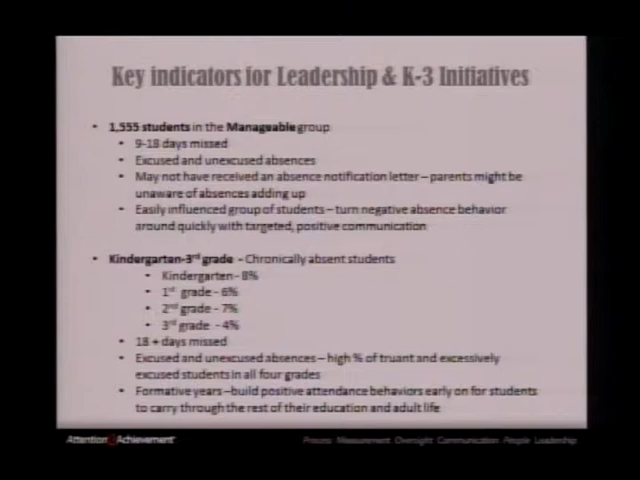 Key indicators for Leadership & K-3 Initiatives
• 1,555 students in the Manageable group
• 9-18 days missed
• Excused and unexcused absences
• May not have received an absence notification letter – parents might be
unaware of absences adding up
• Easily influenced group of students – turn negative absence behavior
around quickly with targeted, positive communication
• Kindergarten-3rd grade - Chronically absent students
• Kindergarten - 8%
• 1st grade - 6%
• 2nd grade - 7%
• 3rd grade - 4%
• 18 + days missed
• Excused and unexcused absences – high % of truant and excessively
excused students in all four grades
• Formative years –build positive attendance behaviors early on for students
to carry through the rest of their education and adult life
Attention2Achievement
Process Measurement Oversight Communication People Leadership